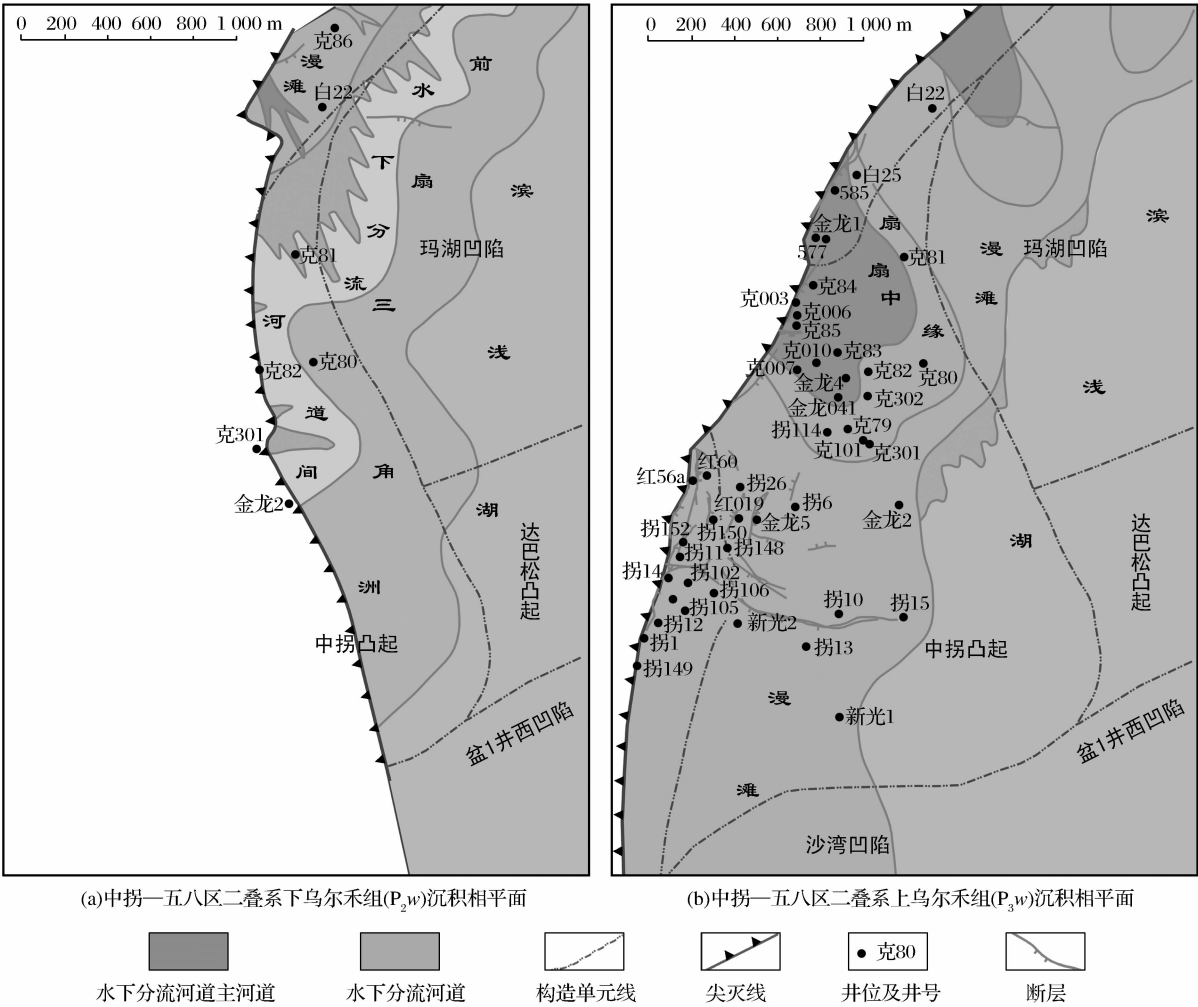 0 200 400 600 800 1 000 m
克86
漫
滩
白22
前
水
下
扇
分
滨
克81
玛湖凹陷
流
三
河
浅
克80
克82
道
克301
间
角
金龙2
湖
达巴松凸起
洲
中拐凸起
盆1井西凹陷
0 200 400 600 800 1 000 m
白22
白25
585
滨
金龙1
扇
577
漫
玛湖凹陷
克81
扇
克84
中
滩
克003
克006
克85
缘
克010
克83
克007
克82
克80
金龙4
浅
克302
金龙041
拐114
克79
克101
克301
红60
红56a
拐26
拐6
红019
金龙5
金龙2
拐152
拐150
湖
达巴松凸起
拐11
拐148
拐14
拐102
拐106
拐105
拐10
拐15
拐12
新光2
拐1
拐13
中拐凸起
拐149
漫
新光1
盆1井西凹陷
滩
沙湾凹陷
(a)中拐—五八区二叠系下乌尔禾组(P₂w)沉积相平面
(b)中拐—五八区二叠系上乌尔禾组(P₃w)沉积相平面
克80
水下分流河道主河道
水下分流河道
构造单元线
尖灭线
井位及井号
断层